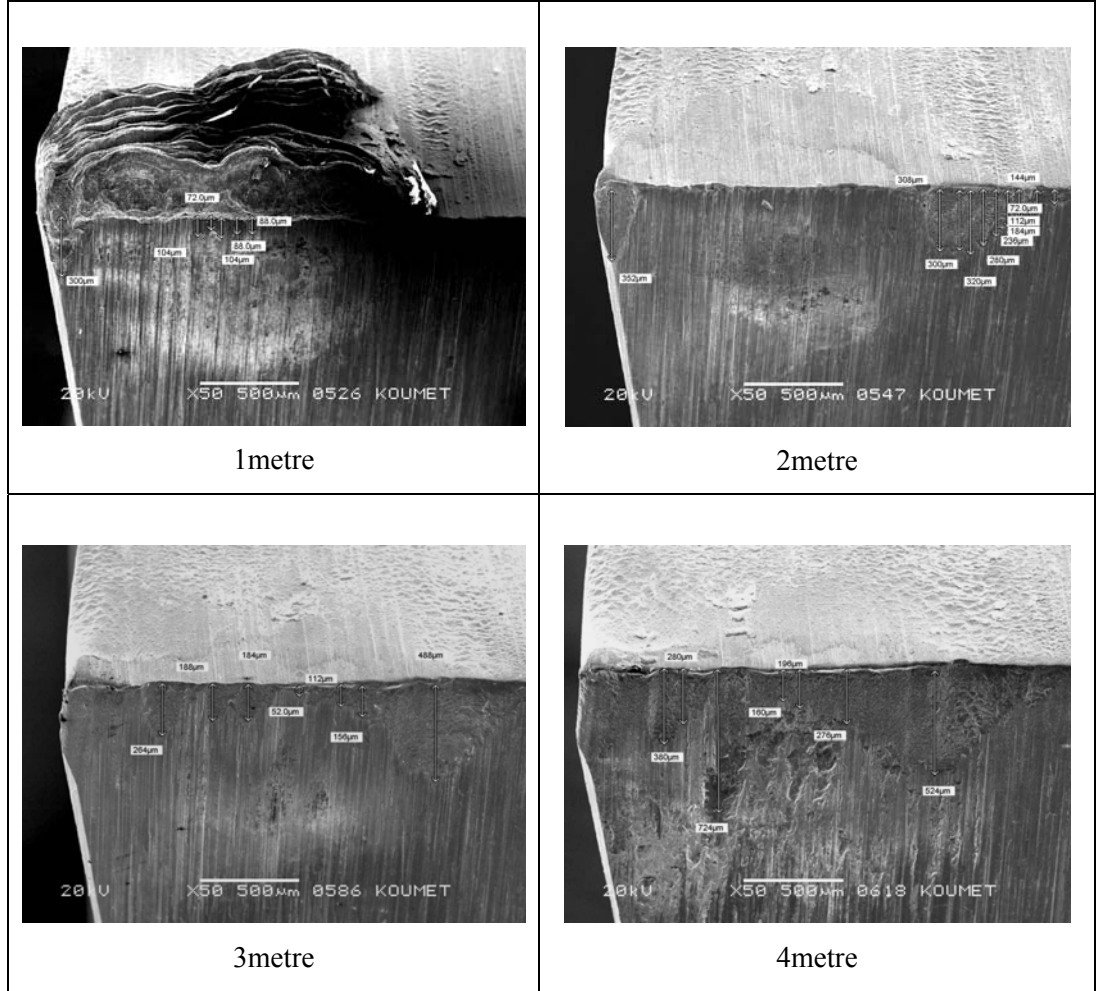 72.0µm
88.0µm
104µm
88.0µm
104µm
300µm
20kV X50 500µm 0526 KOUMET
1metre
308µm
144µm
72.0µm
112µm
184µm
236µm
300µm
280µm
352µm
320µm
20kV X50 500µm 0547 KOUMET
2metre
188µm
184µm
488µm
112µm
52.0µm
264µm
156µm
X50 500µm 0586 KOUMET
3metre
280µm
196µm
160µm
276µm
380µm
524µm
724µm
20kV X50 500µm 0618 KOUMET
4metre